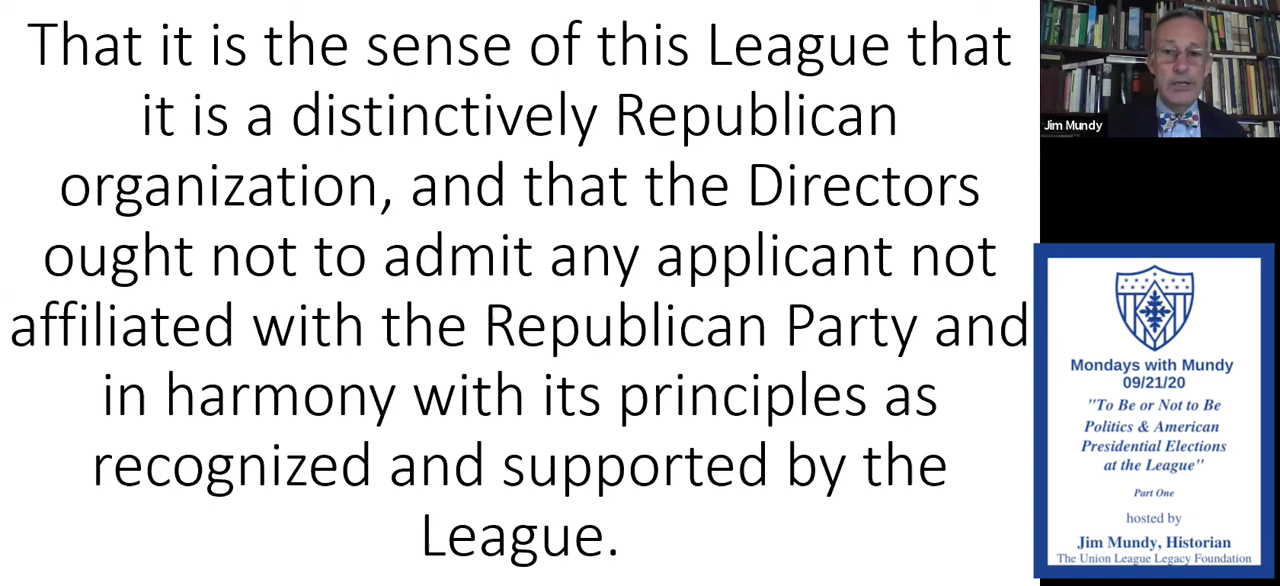 That it is the sense of this League that
it is a distinctively Republican
organization, and that the Directors
ought not to admit any applicant not
affiliated with the Republican Party and
in harmony with its principles as
recognized and supported by the
League.
Jim Mundy
Mondays with Mundy
09/21/20
"To Be or Not to Be
Politics & American
Presidential Elections
at the League"
Part One
hosted by
Jim Mundy, Historian
The Union League Legacy Foundation